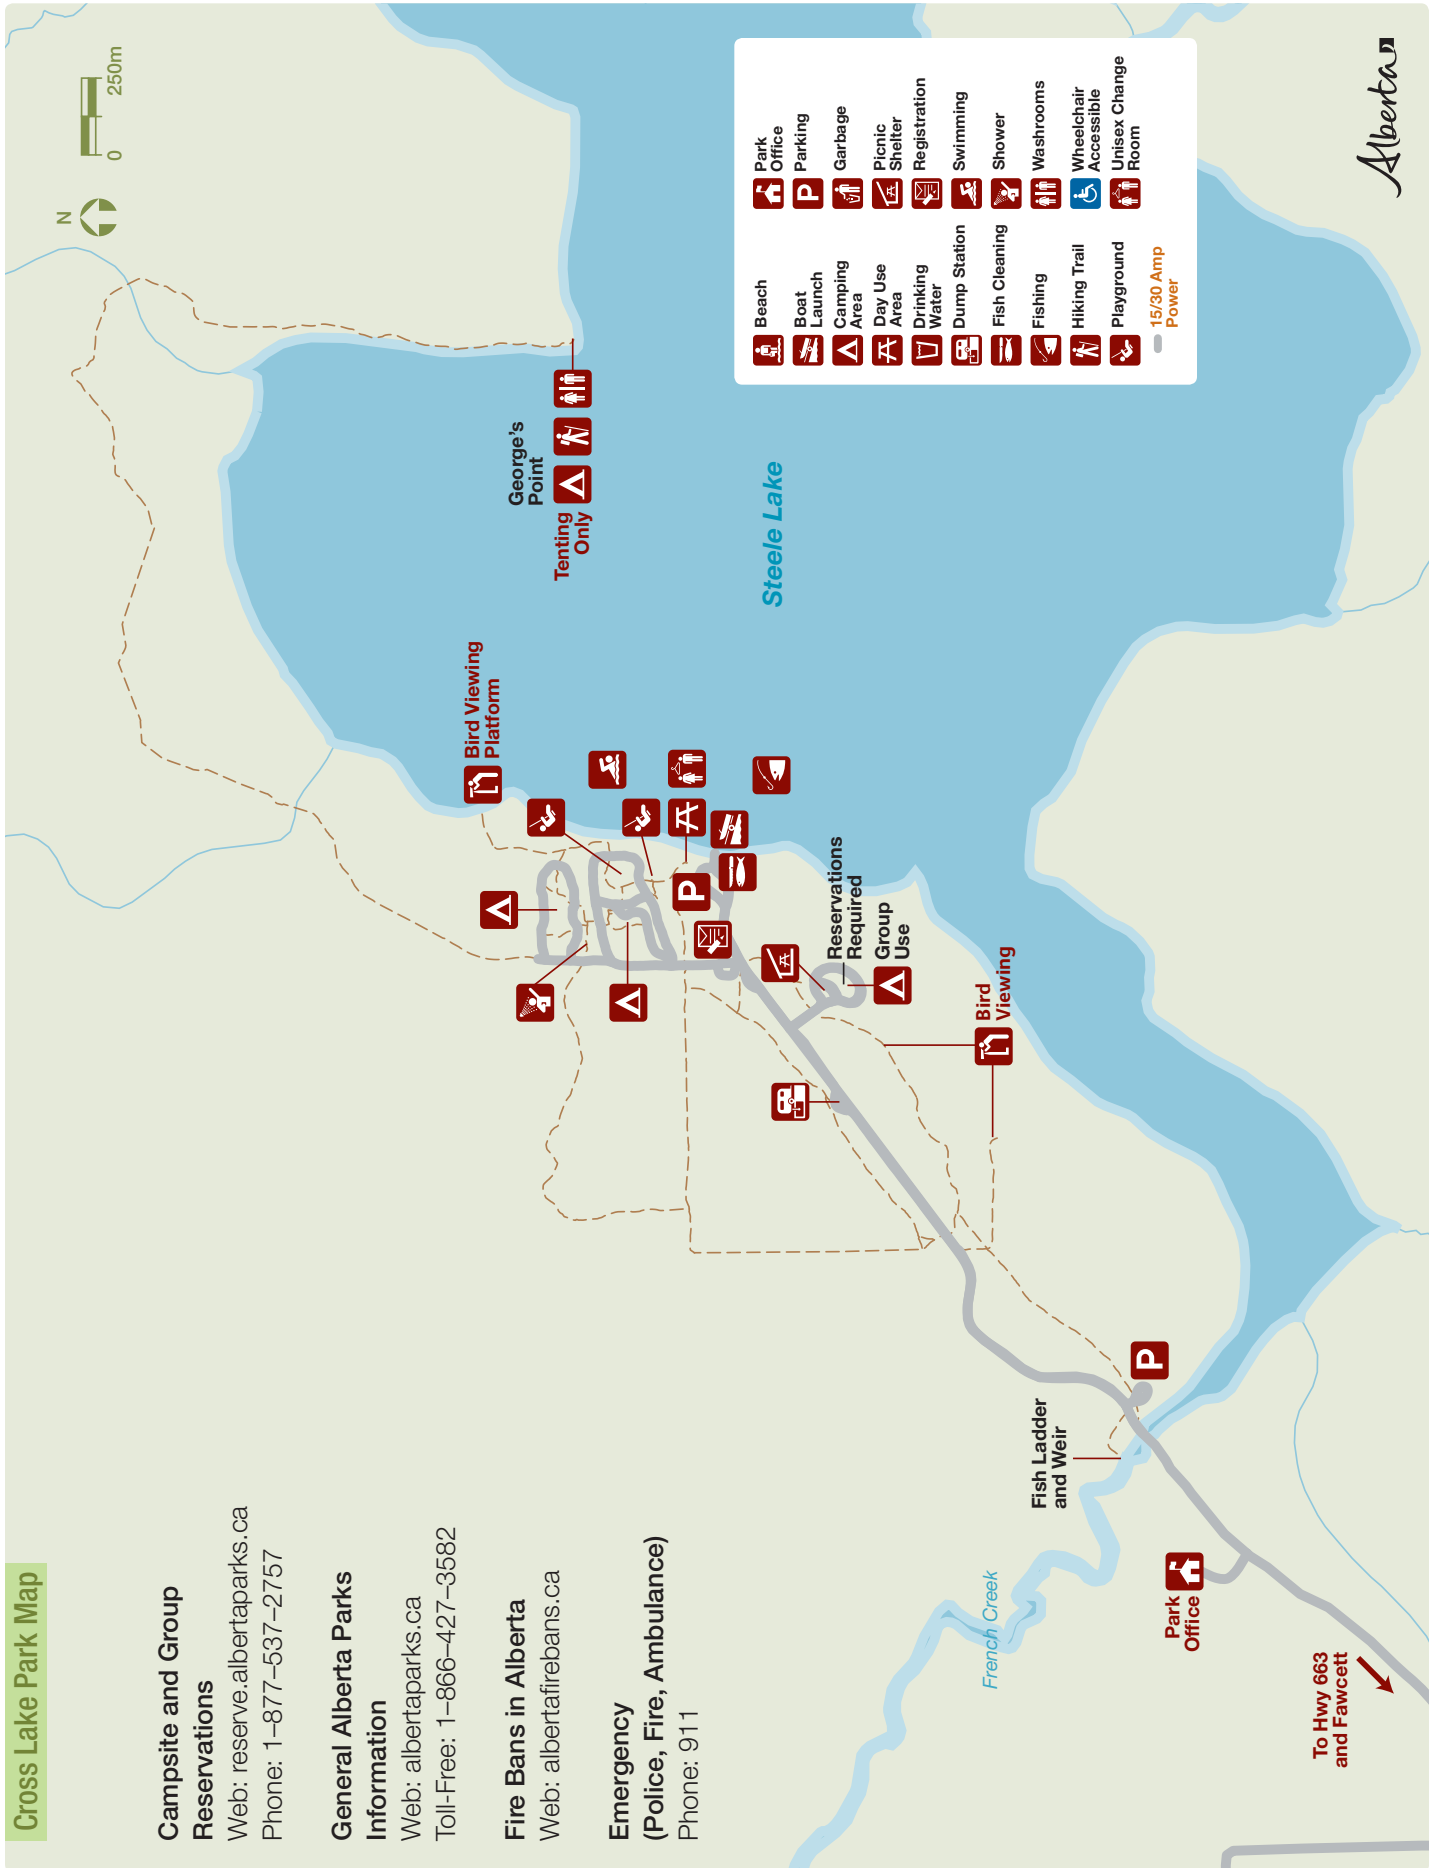 Cross Lake Park Map
Campsite and Group
Reservations
Web: reserve.albertaparks.ca
Phone: 1–877–537–2757
General Alberta Parks
Information
Web: albertaparks.ca
Toll-Free: 1–866–427–3582
Fire Bans in Alberta
Web: albertafirebans.ca
Emergency
(Police, Fire, Ambulance)
Phone: 911
N
0
250m
George's
Point
Tenting
Only
Bird Viewing
Platform
Steele Lake
P
Reservations
Required
Group
Use
Bird
Viewing
P
Fish Ladder
and Weir
French Creek
Park
Office
To Hwy 663
and Fawcett
Beach
Boat
Launch
Camping
Area
Day Use
Area
Drinking
Water
Dump Station
Fish Cleaning
Fishing
Hiking Trail
Playground
15/30 Amp
Power
Park
Office
P
Parking
Garbage
Picnic
Shelter
Registration
Swimming
Shower
Washrooms
Wheelchair
Accessible
Unisex Change
Room
Alberta